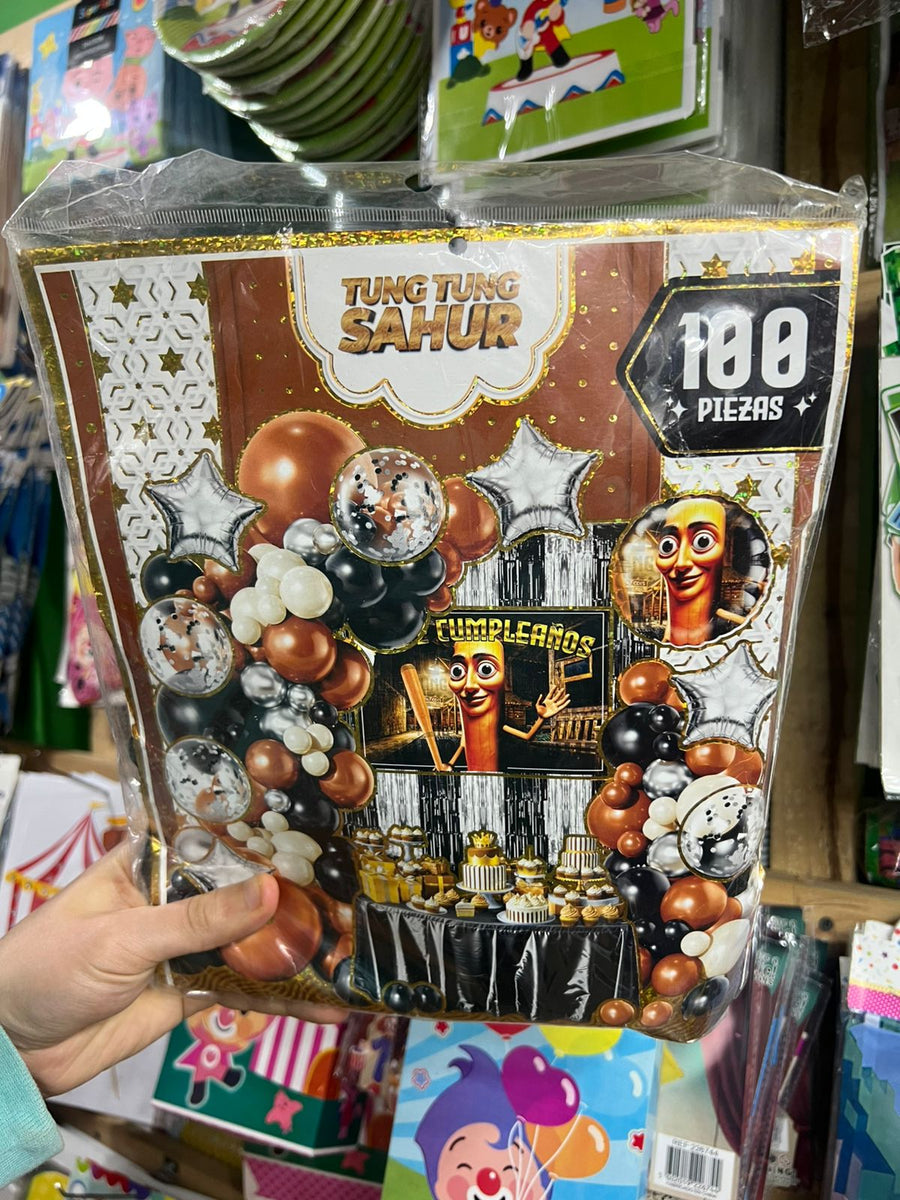 TUNG TUNG
SAHUR
100
PIEZAS
CUMPLEAÑOS